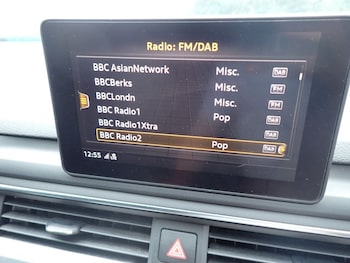 Radio: FM/DAB
BBC AsianNetwork Misc. DAB
BBCBerks Misc. FM
BBCLondn Misc. FM
BBC Radio1 Pop DAB
BBC Radio1Xtra DAB
BBC Radio2 Pop DAB
12:55